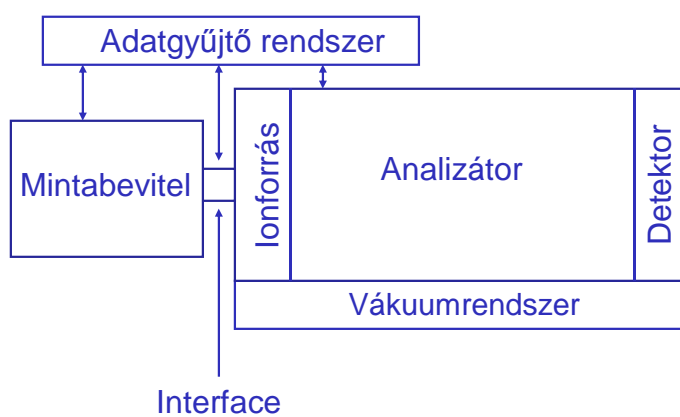 Adatgyűjtő rendszer
Mintabevitel
Ionforrás
Analizátor
Detektor
Vákuumrendszer
Interface